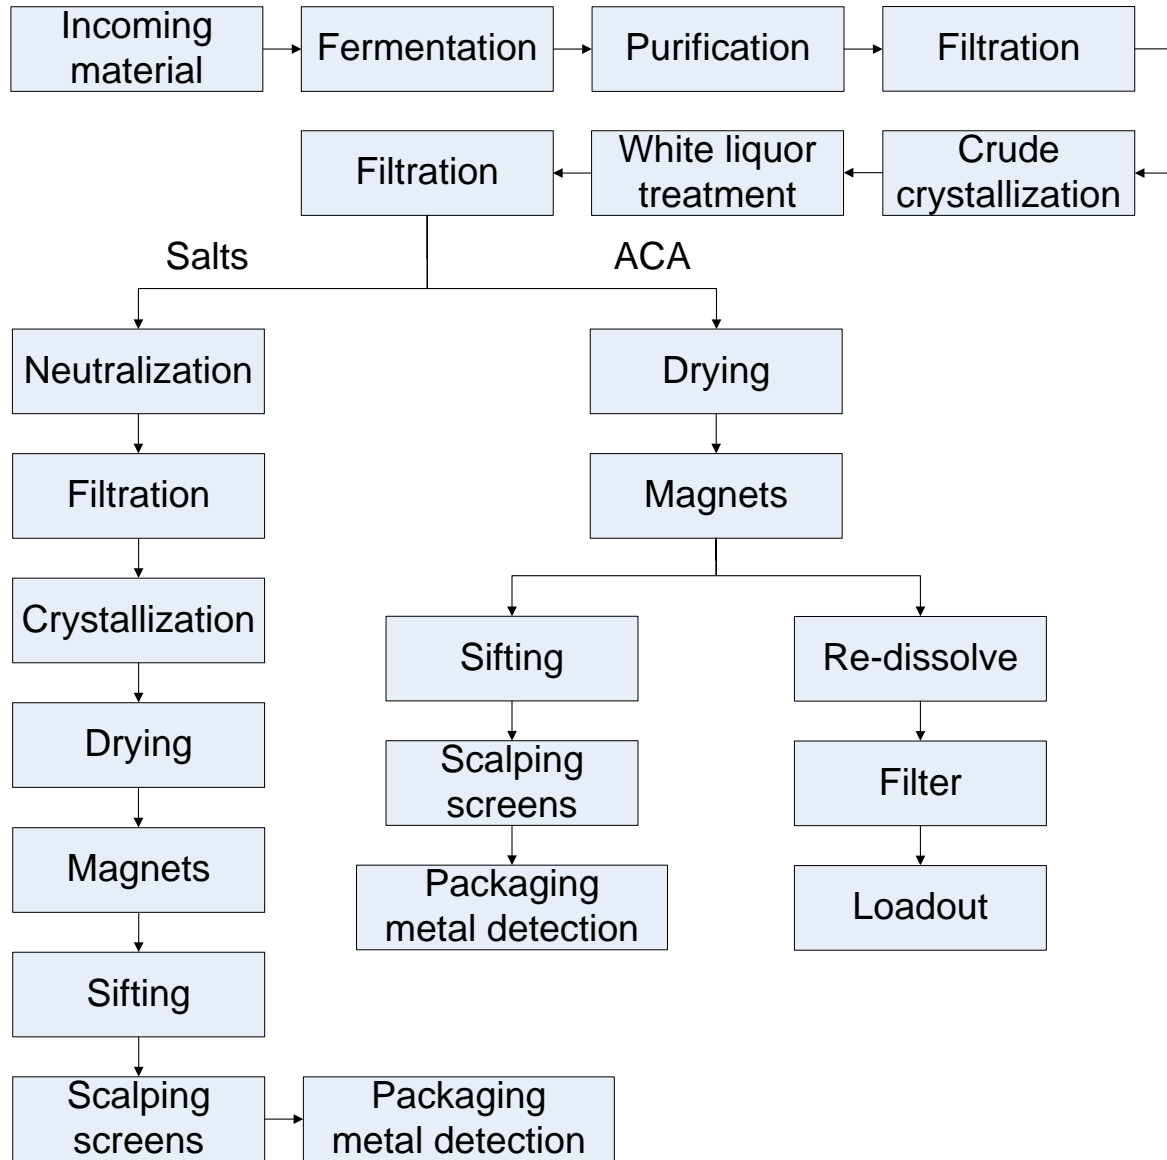 Incoming
material
Fermentation
Purification
Filtration
Crude
crystallization
White liquor
treatment
Filtration
Salts
ACA
Neutralization
Filtration
Crystallization
Drying
Magnets
Sifting
Scalping
screens
Packaging
metal detection
Drying
Magnets
Sifting
Scalping
screens
Packaging
metal detection
Re-dissolve
Filter
Loadout